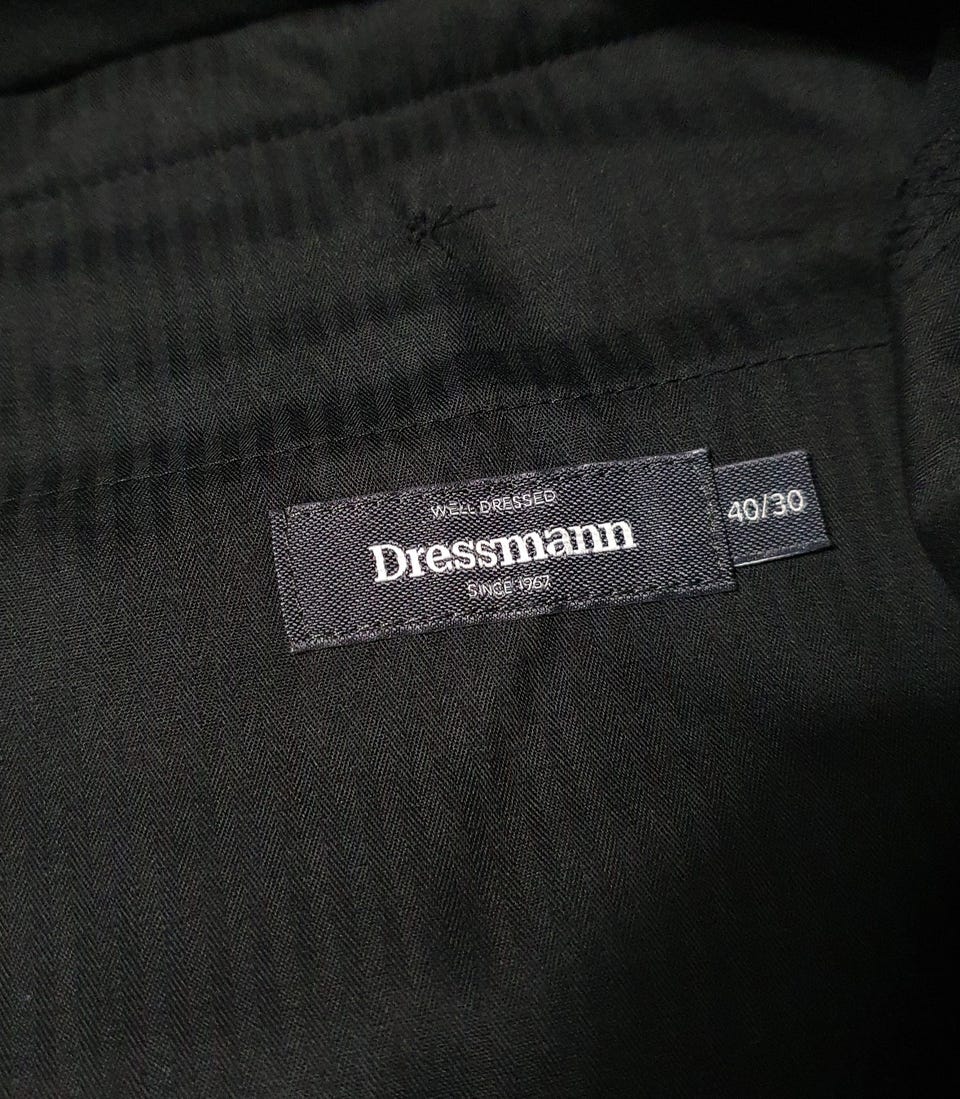 WELL DRESSED
Dressmann
SINCE 1967
40/30